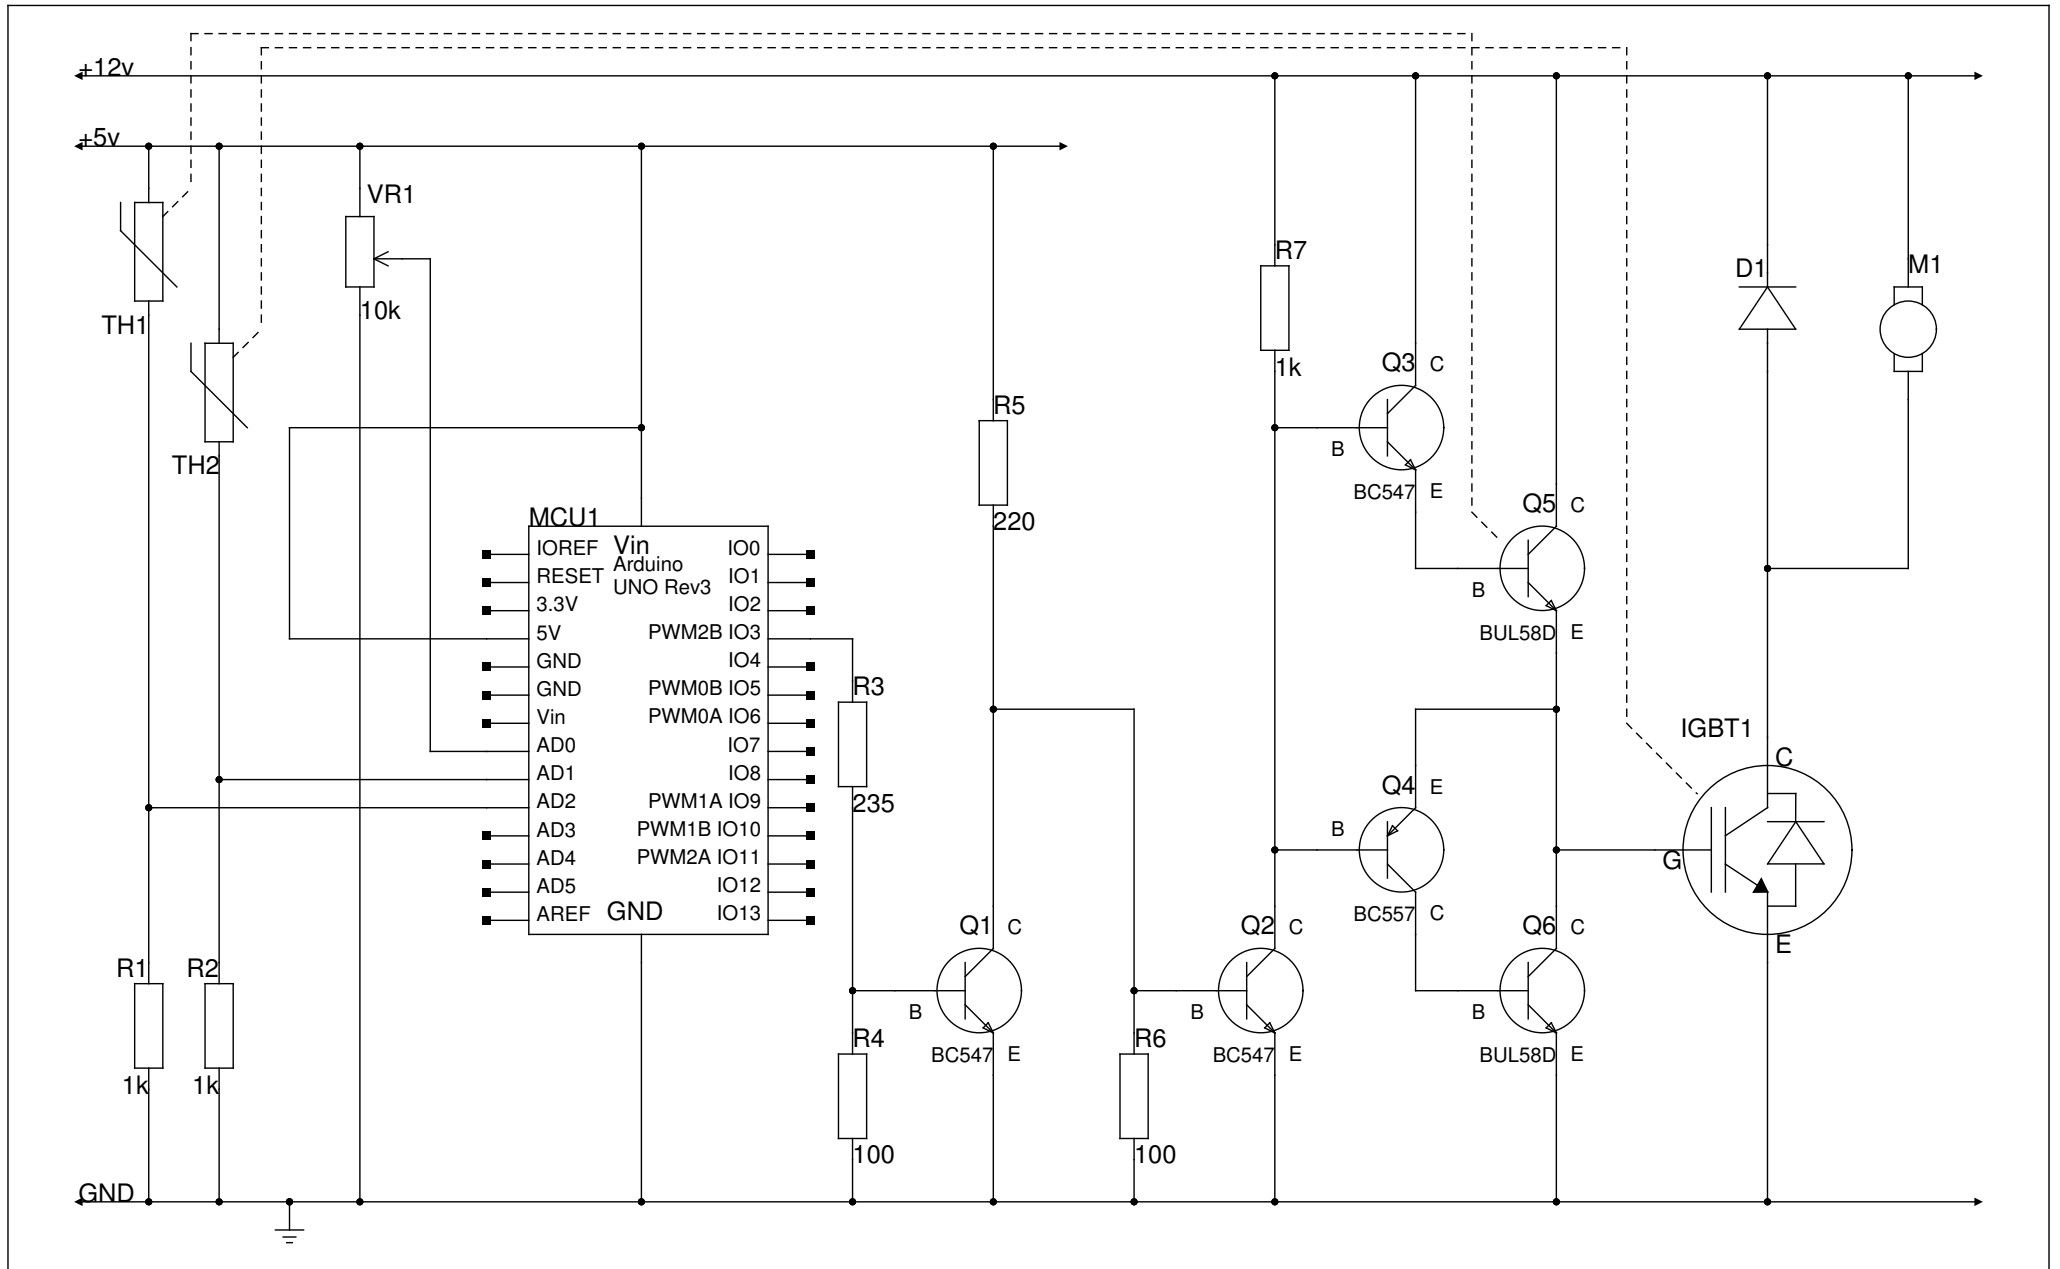 +12v
+5v
VR1
10k
TH1
TH2
R7
1k
D1
M1
Q3 C
B
BC547 E
R5
220
Q5 C
B
BUL58D E
MCU1
Vin
Arduino
UNO Rev3
IOREF
RESET
3.3V
5V
GND
GND
Vin
AD0
AD1
AD2
AD3
AD4
AD5
AREF
GND
IO0
IO1
IO2
PWM2B IO3
IO4
PWM0B IO5
PWM0A IO6
IO7
IO8
PWM1A IO9
PWM1B IO10
PWM2A IO11
IO12
IO13
R3
235
IGBT1
C
G
E
Q4 E
B
BC557 C
Q1 C
B
BC547 E
Q2 C
B
BC547 E
Q6 C
B
BUL58D E
R1
1k
R2
1k
R4
100
R6
100
GND